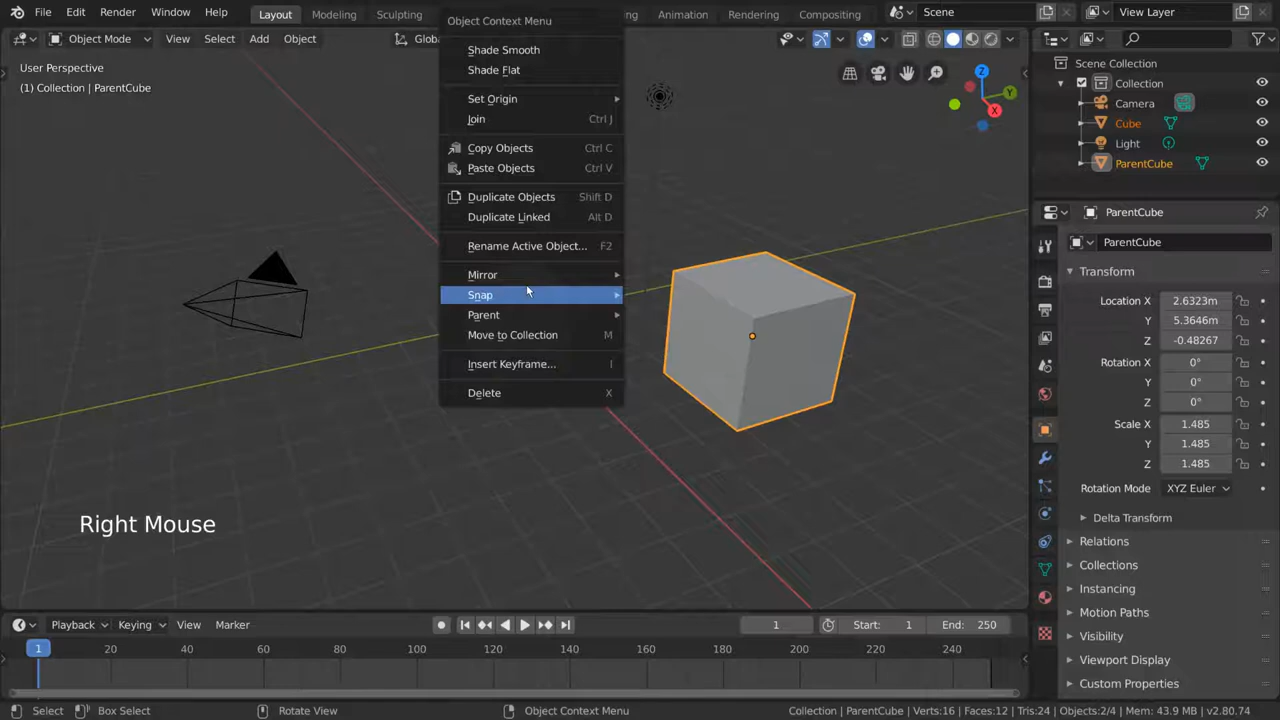 File Edit Render Window Help Layout Modeling Sculpting Animation Rendering Compositing Scene View Layer
Object Mode View Select Add Object Globa
User Perspective
(1) Collection | ParentCube
Object Context Menu
Shade Smooth
Shade Flat
Set Origin
Join Ctrl J
Copy Objects Ctrl C
Paste Objects Ctrl V
Duplicate Objects Shift D
Duplicate Linked Alt D
Rename Active Object... F2
Mirror
Snap
Parent
Move to Collection M
Insert Keyframe... I
Delete X
Z
Y
X
Right Mouse
Scene Collection
Collection
Camera
Cube
Light
ParentCube
ParentCube
ParentCube
Transform
Location X 2.6323m
Y 5.3646m
Z -0.48267
Rotation X 0°
Y 0°
Z 0°
Scale X 1.485
Y 1.485
Z 1.485
Rotation Mode XYZ Euler
Delta Transform
Relations
Collections
Instancing
Motion Paths
Visibility
Viewport Display
Custom Properties
Playback Keying View Marker 1 Start: 1 End: 250
1 20 40 60 80 100 120 140 160 180 200 220 240
Select Box Select Rotate View Object Context Menu Collection | ParentCube | Verts:16 | Faces:12 | Tris:24 | Objects:2/4 | Mem: 43.9 MB | v2.80.74